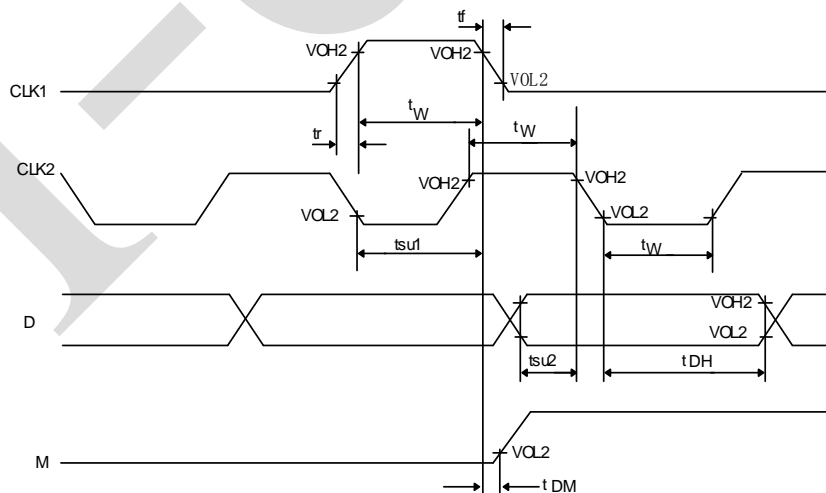 tf
VOH2 VOH2
VOL2
CLK1
tW
tr
tW
CLK2
VOH2 VOH2
VOL2 VOL2
tsu1 tW
D
VOH2
VOL2
tsu2 tDH
VOL2
M
tDM